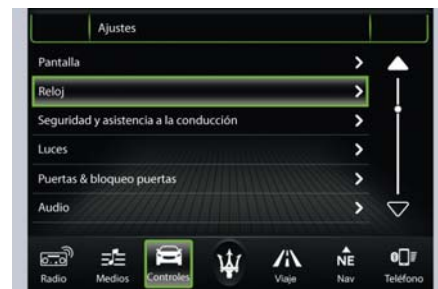 Ajustes
Pantalla
Reloj
Seguridad y asistencia a la conducción
Luces
Puertas & bloqueo puertas
Audio
Radio Medios Controles Viaje NE Nav Teléfono